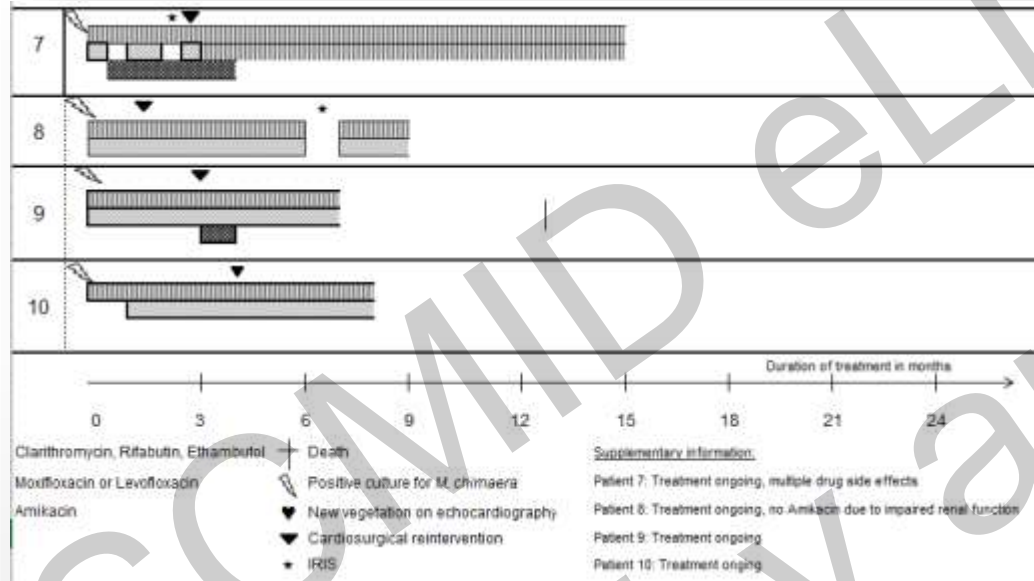 7
8
9
10
Duration of treatment in months
0 3 6 9 12 15 18 21 24
Clarithromycin, Rifabutin, Ethambutol
Moxifloxacin or Levofloxacin
Amikacin
Death
Positive culture for M. chimaera
New vegetation on echocardiography
Cardiosurgical reintervention
IRIS
Supplementary information:
Patient 7: Treatment ongoing, multiple drug side effects
Patient 8: Treatment ongoing, no Amikacin due to impaired renal function
Patient 9: Treatment ongoing
Patient 10: Treatment onging
CMID eLi